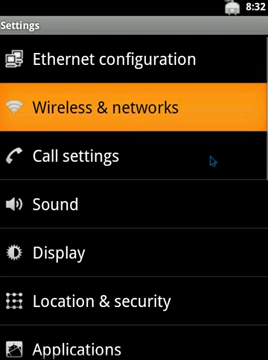 8:32
Settings
Ethernet configuration
Wireless & networks
Call settings
Sound
Display
Location & security
Applications